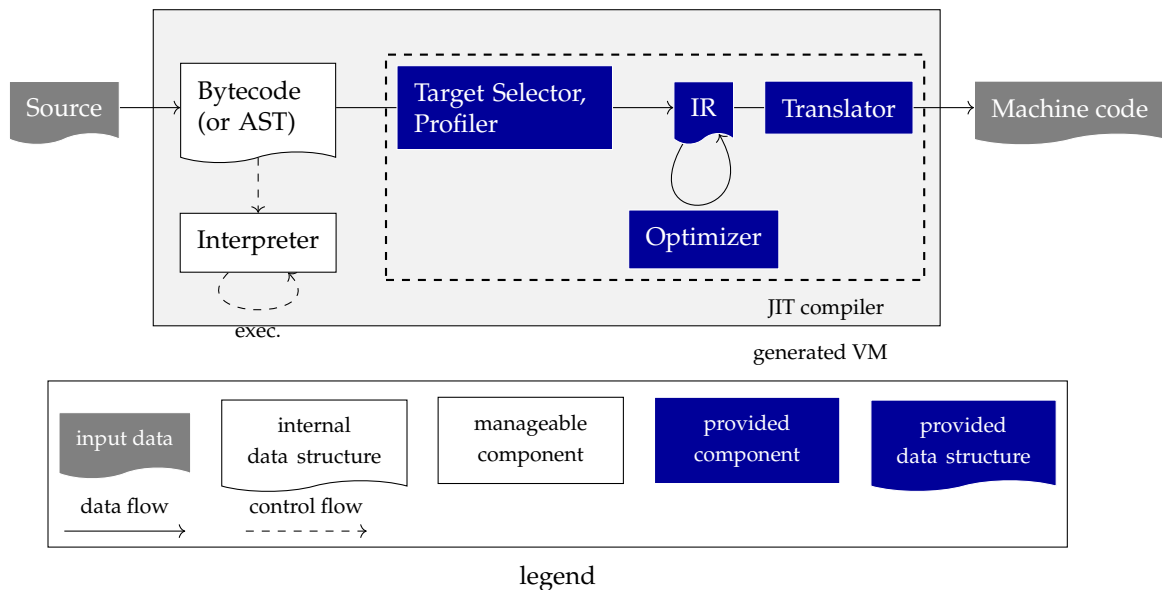 Source
Bytecode
(or AST)
Target Selector,
Profiler
IR
Translator
Machine code
Interpreter
Optimizer
exec.
JIT compiler
generated VM
input data
internal
data structure
manageable
component
provided
component
provided
data structure
data flow
control flow
legend